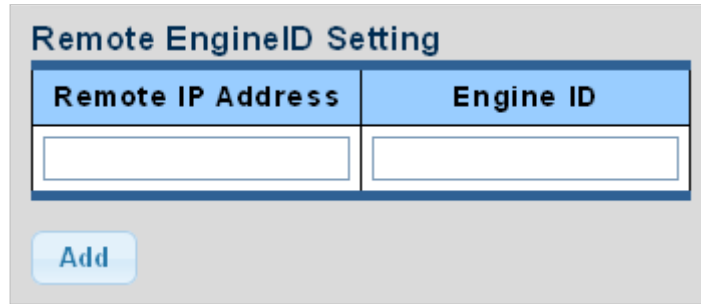 Remote EngineID Setting
Remote IP Address Engine ID
Add